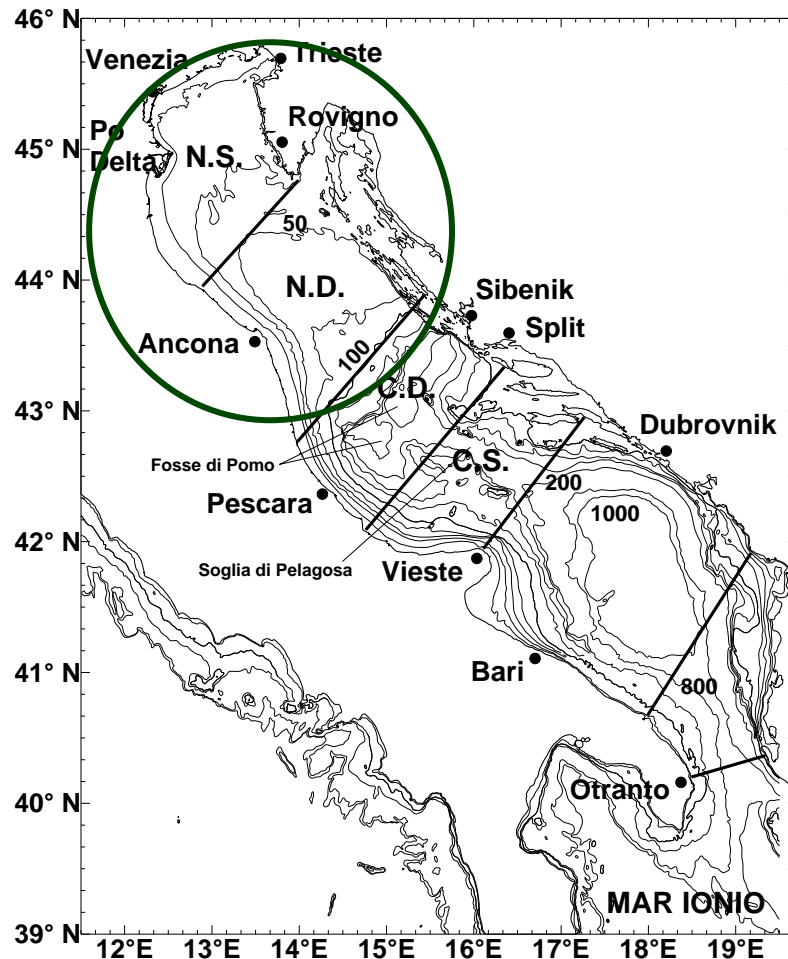 46° N
Venezia
Trieste
Po
Delta
Rovigno
45° N
N.S.
50
44° N
N.D.
Sibenik
Split
Ancona
100
C.D.
43° N
Dubrovnik
Fosse di Pomo
C.S.
200
Pescara
1000
42° N
Soglia di Pelagosa
Vieste
41° N
Bari
800
40° N
Otranto
MAR IONIO
39° N
12°E 13°E 14°E 15°E 16°E 17°E 18°E 19°E